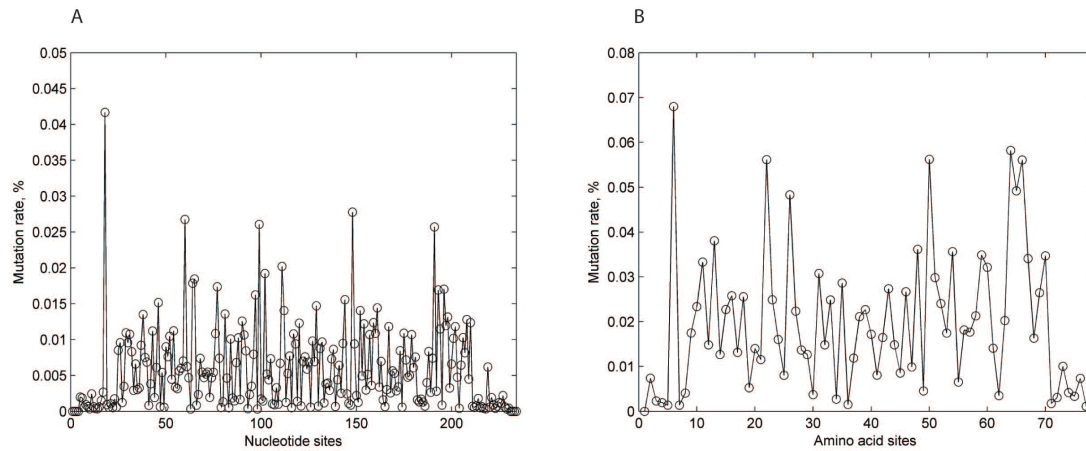 A
0.05
0.045
0.04
0.035
0.03
0.025
0.02
0.015
0.01
0.005
0
Mutation rate, %
0 50 100 150 200
Nucleotide sites
B
0.08
0.07
0.06
0.05
0.04
0.03
0.02
0.01
0
Mutation rate, %
0 10 20 30 40 50 60 70
Amino acid sites